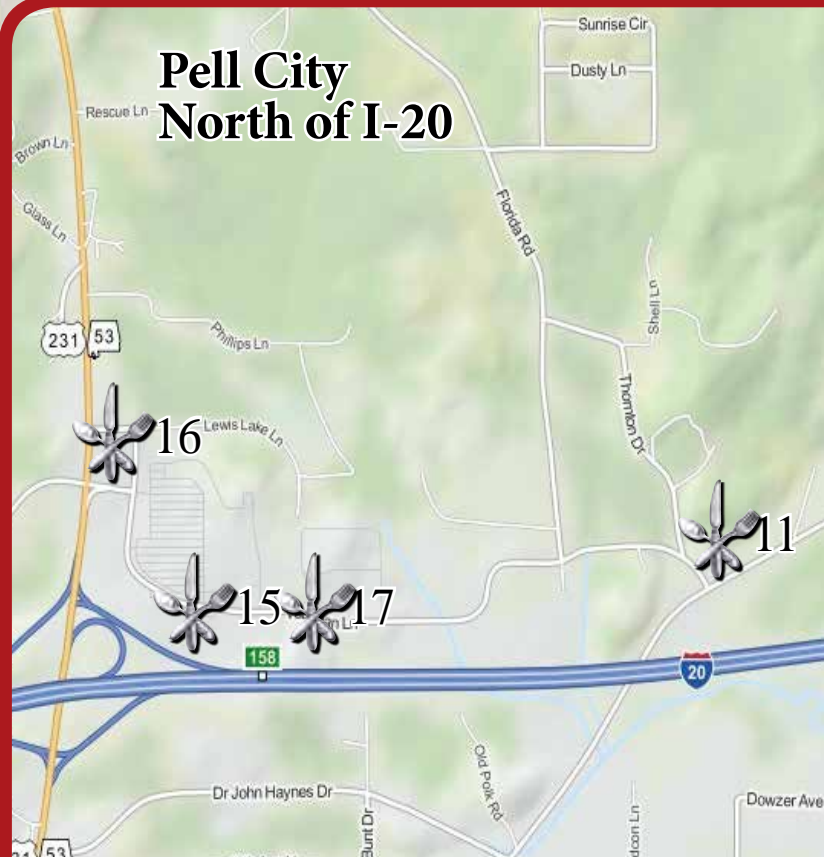 Pell City
North of I-20
Sunrise Cir
Dusty Ln
Rescue Ln
Brown Ln
Glass Ln
Florida Rd
Shell Ln
231
53
Phillips Ln
Thornton Dr
16
Lewis Lake Ln
11
15
17
Ln
158
20
Old Polk Rd
Dr John Haynes Dr
Bunt Dr
Dowzer Ave
53